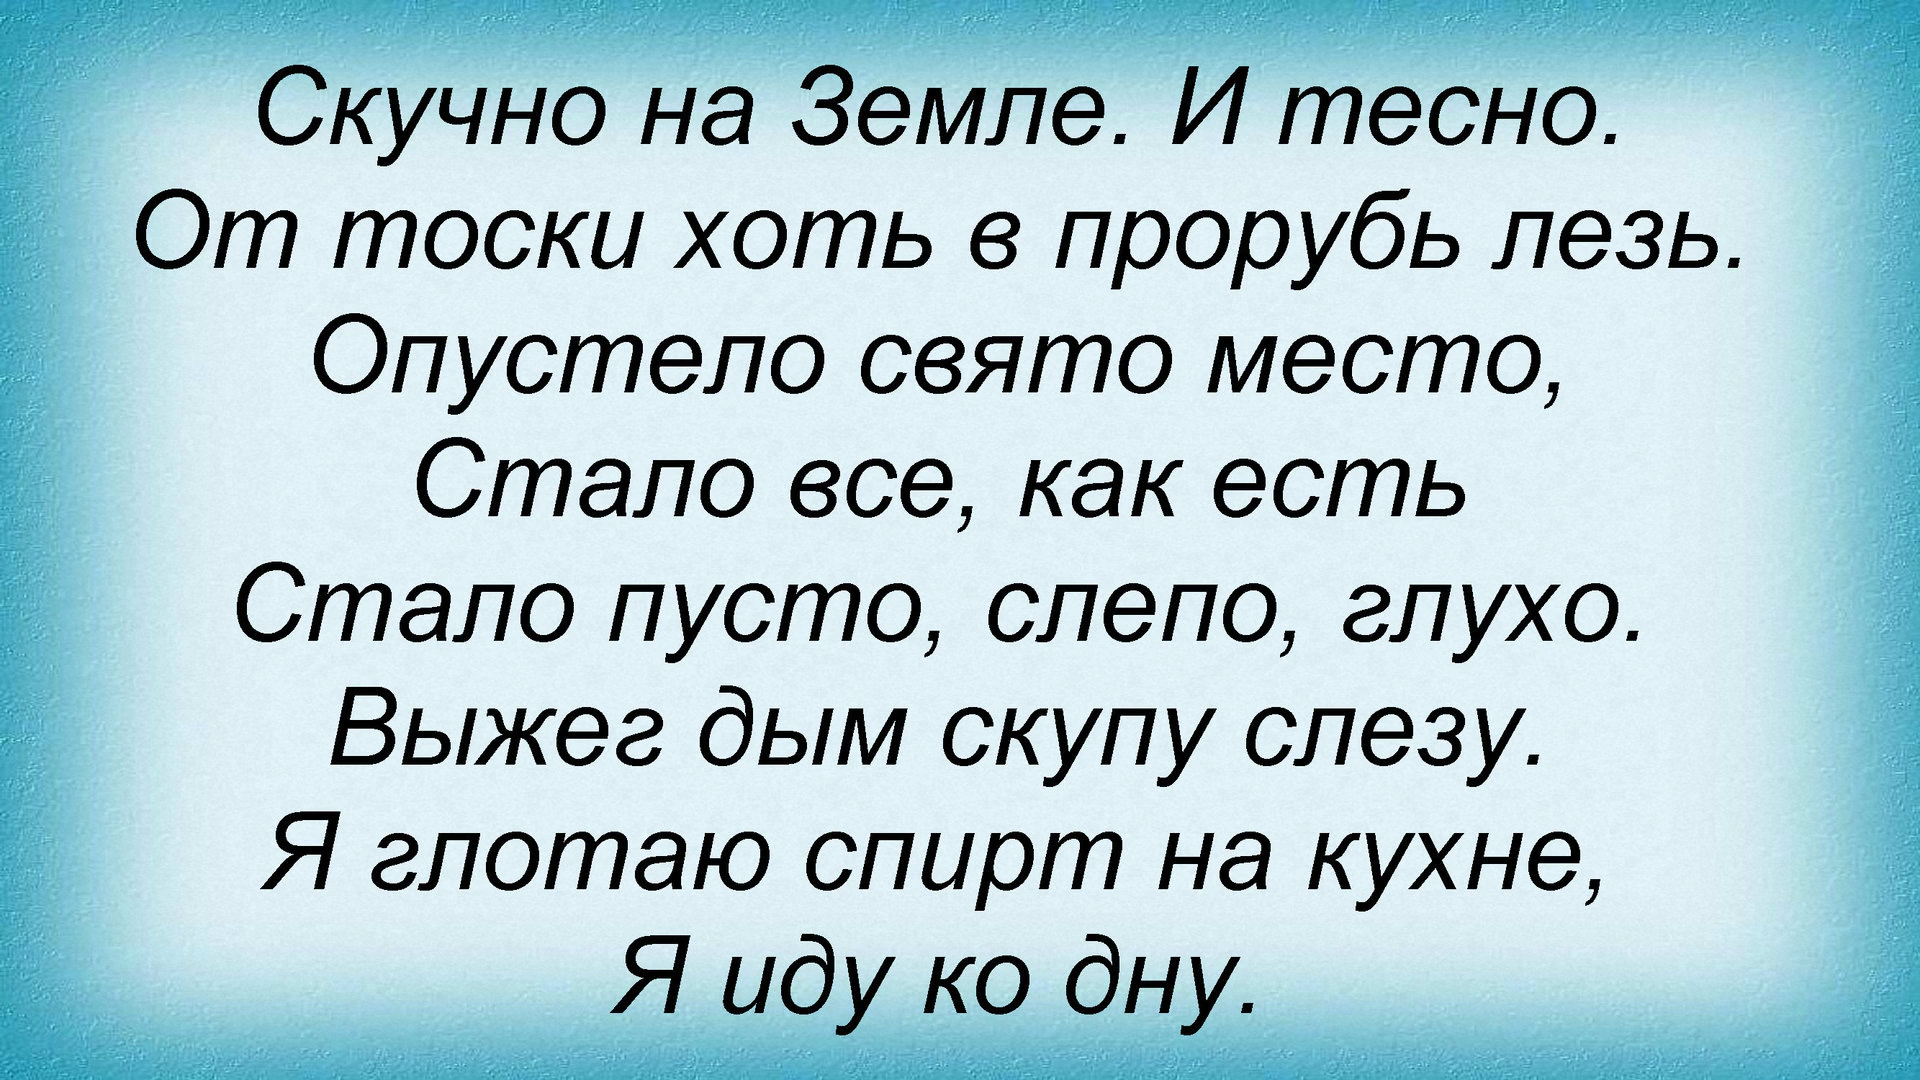 Скучно на Земле. И тесно.
От тоски хоть в прорубь лезь.
Опустело свято место,
Стало все, как есть
Стало пусто, слепо, глухо.
Выжег дым скупу слезу.
Я глотаю спирт на кухне,
Я иду ко дну.